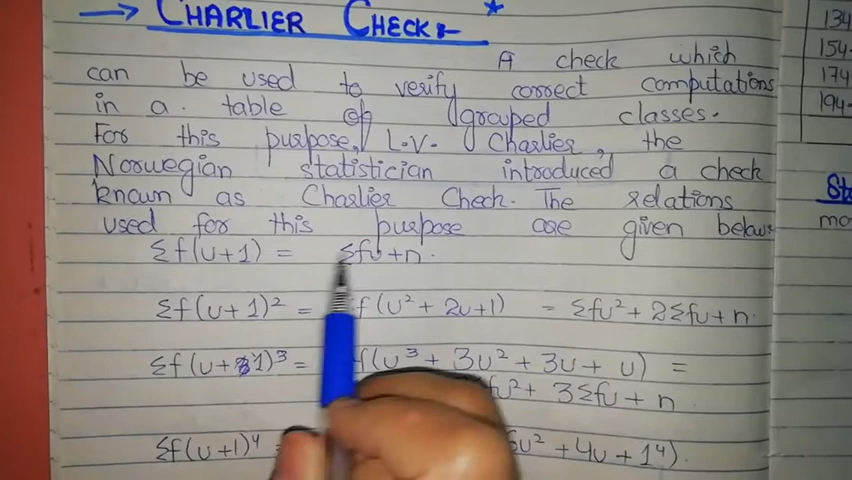 → CHARLIER CHECK:- *
A check which
can be used to verify correct computations
in a table of grouped classes.
For this purpose, L.V. Charlier, the
Norwegian statistician introduced a check
known as Charlier Check. The relations
used for this purpose are given below:
Σf(u+1) = Σfu+n.
Σf(u+1)² = f(u²+2u+1) = Σfu²+2Σfu+n.
Σf(u+1)³ = f(u³+3u²+3u+u) =
fu²+ 3Σfu+n
Σf(u+1)⁴ u²+4u+1⁴).
134
154-
174
194-
mo